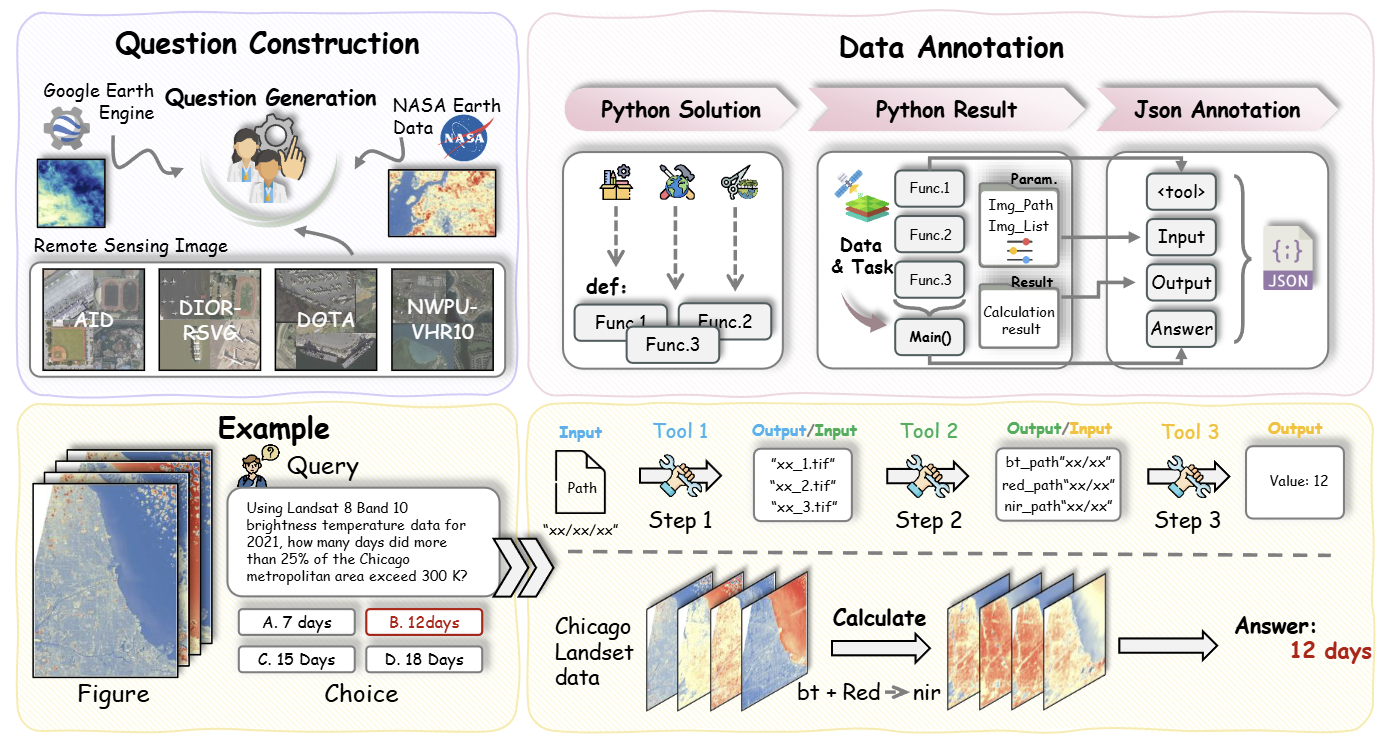 Question Construction
Google Earth
Engine
Question Generation
NASA Earth
Data
NASA
Remote Sensing Image
AID
DIOR-
RSVG
DOTA
NWPU-
VHR10
Data Annotation
Python Solution
Python Result
Json Annotation
def:
Func.1
Func.2
Func.3
Data
& Task
Func.1
Func.2
Func.3
Main()
Param.
Img_Path
Img_List
Result
Calculation
result
<tool>
Input
Output
Answer
{;}
JSON
Example
Query
Using Landsat 8 Band 10
brightness temperature data for
2021, how many days did more
than 25% of the Chicago
metropolitan area exceed 300 K?
A. 7 days
B. 12days
C. 15 Days
D. 18 Days
Figure
Choice
Input
Path
"xx/xx/xx"
Tool 1
Step 1
Output/Input
"xx_1.tif"
"xx_2.tif"
"xx_3.tif"
Tool 2
Step 2
Output/Input
bt_path"xx/xx"
red_path"xx/xx"
nir_path"xx/xx"
Tool 3
Step 3
Output
Value: 12
Chicago
Landset
data
Calculate
bt + Red → nir
Answer:
12 days